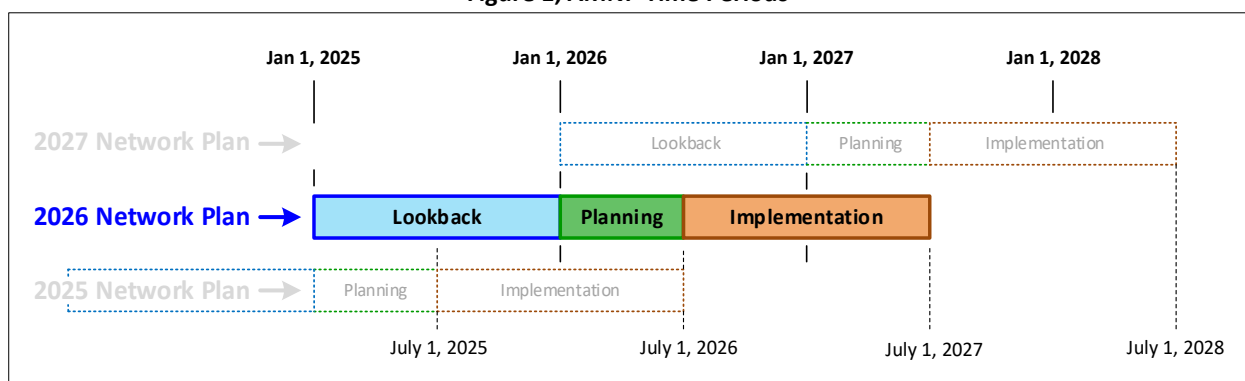 Jan 1, 2025 Jan 1, 2026 Jan 1, 2027 Jan 1, 2028
2027 Network Plan Lookback Planning Implementation
2026 Network Plan Lookback Planning Implementation
2025 Network Plan Planning Implementation
July 1, 2025 July 1, 2026 July 1, 2027 July 1, 2028